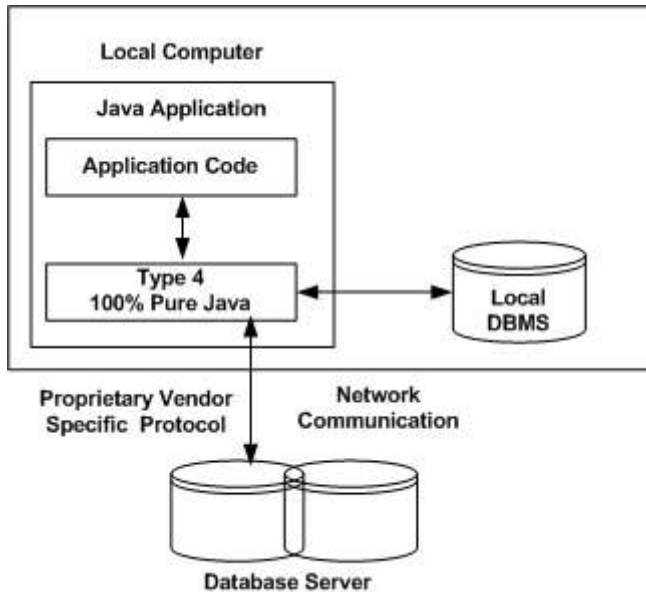 Local Computer
Java Application
Application Code
Type 4
100% Pure Java
Local
DBMS
Proprietary Vendor
Specific Protocol
Network
Communication
Database Server